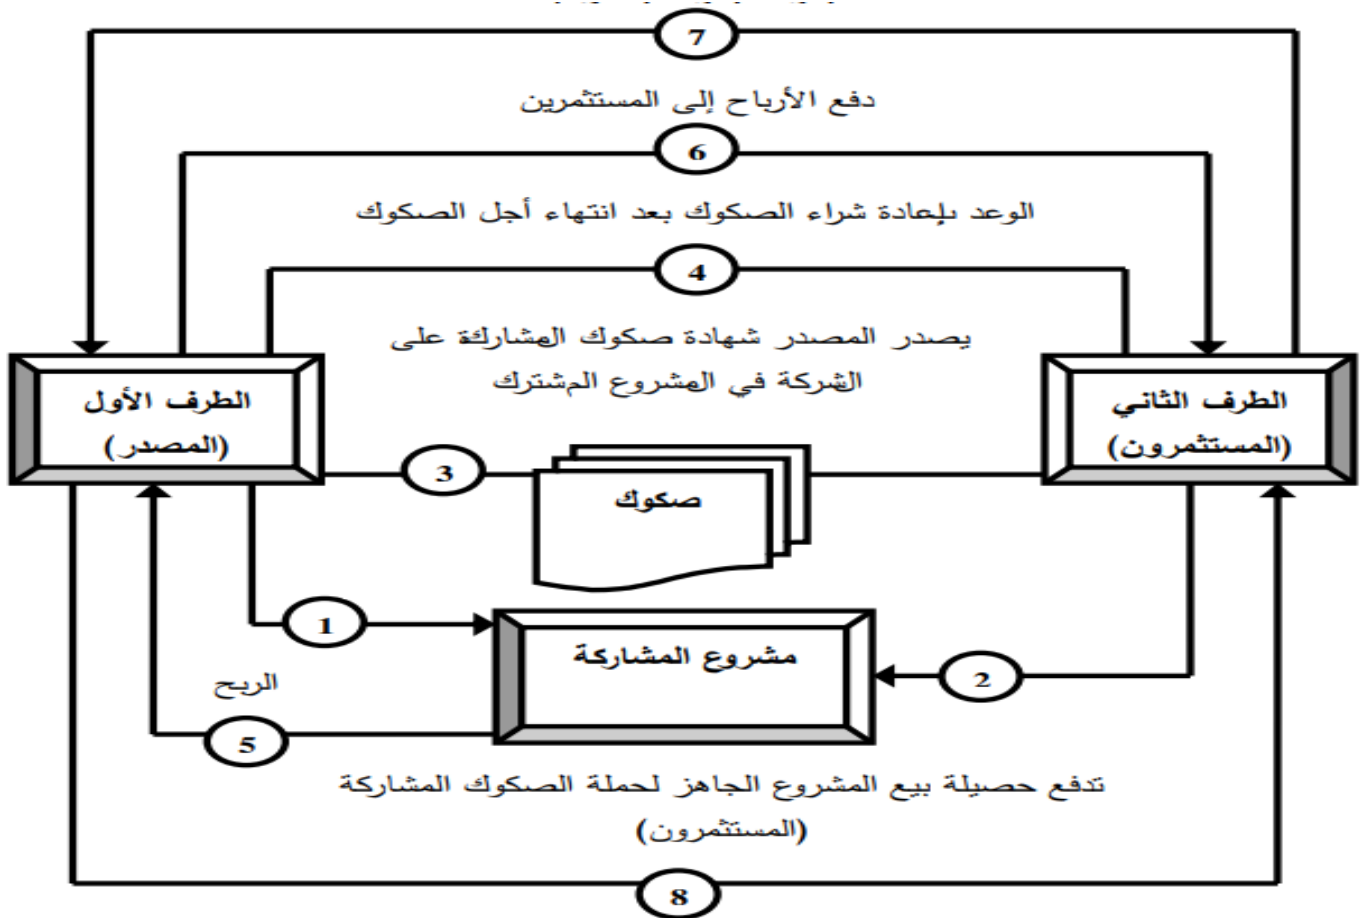 7
دفع الأرباح إلى المستثمرين
6
الوعد بإعادة شراء الصكوك بعد انتهاء أجل الصكوك
4
يصدر المصدر شهادة صكوك المشاركة على
الشركة في المشروع المشترك
الطرف الثاني
(المستثمرون)
الطرف الأول
(المصدر)
3
صكوك
1
مشروع المشاركة
2
الربح
5
تدفع حصيلة بيع المشروع الجاهز لحملة الصكوك المشاركة
(المستثمرون)
8